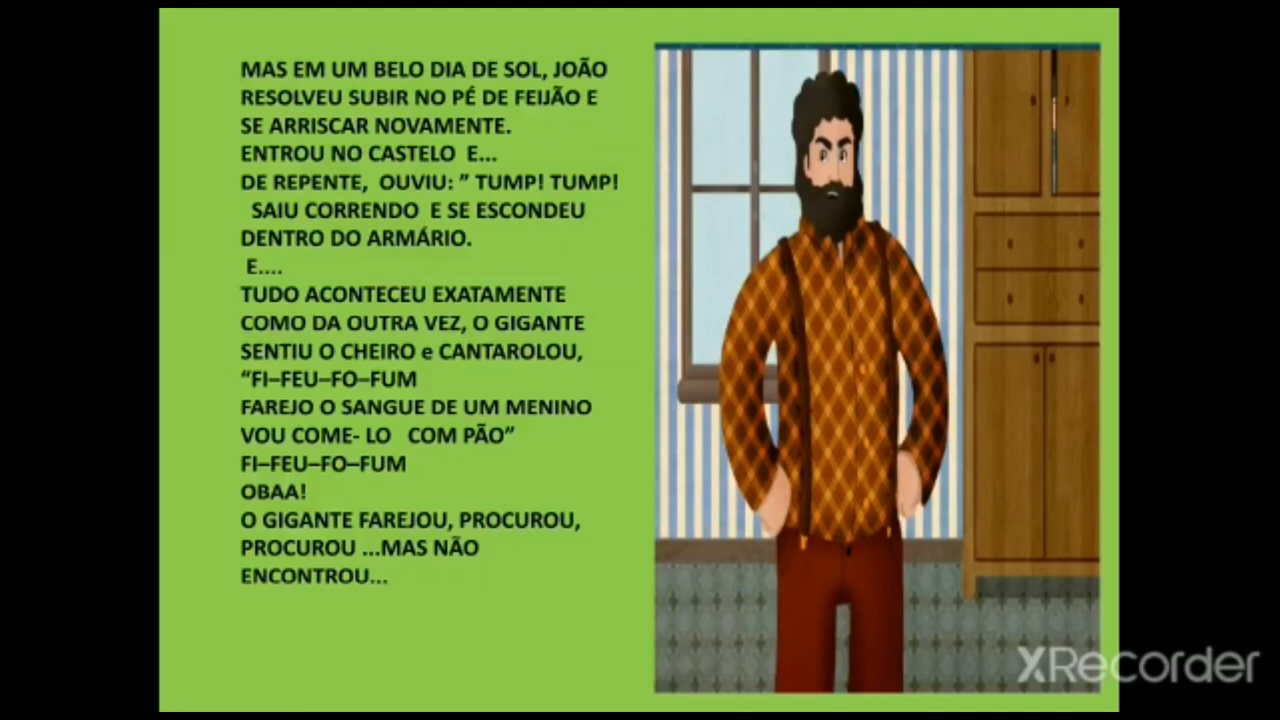 MAS EM UM BELO DIA DE SOL, JOÃO
RESOLVEU SUBIR NO PÉ DE FEIJÃO E
SE ARRISCAR NOVAMENTE.
ENTROU NO CASTELO E...
DE REPENTE, OUVIU: ” TUMP! TUMP!
SAIU CORRENDO E SE ESCONDEU
DENTRO DO ARMÁRIO.
E....
TUDO ACONTECEU EXATAMENTE
COMO DA OUTRA VEZ, O GIGANTE
SENTIU O CHEIRO e CANTAROLOU,
“FI–FEU–FO–FUM
FAREJO O SANGUE DE UM MENINO
VOU COME- LO COM PÃO”
FI–FEU–FO–FUM
OBAA!
O GIGANTE FAREJOU, PROCUROU,
PROCUROU ...MAS NÃO
ENCONTROU...
XRecorder